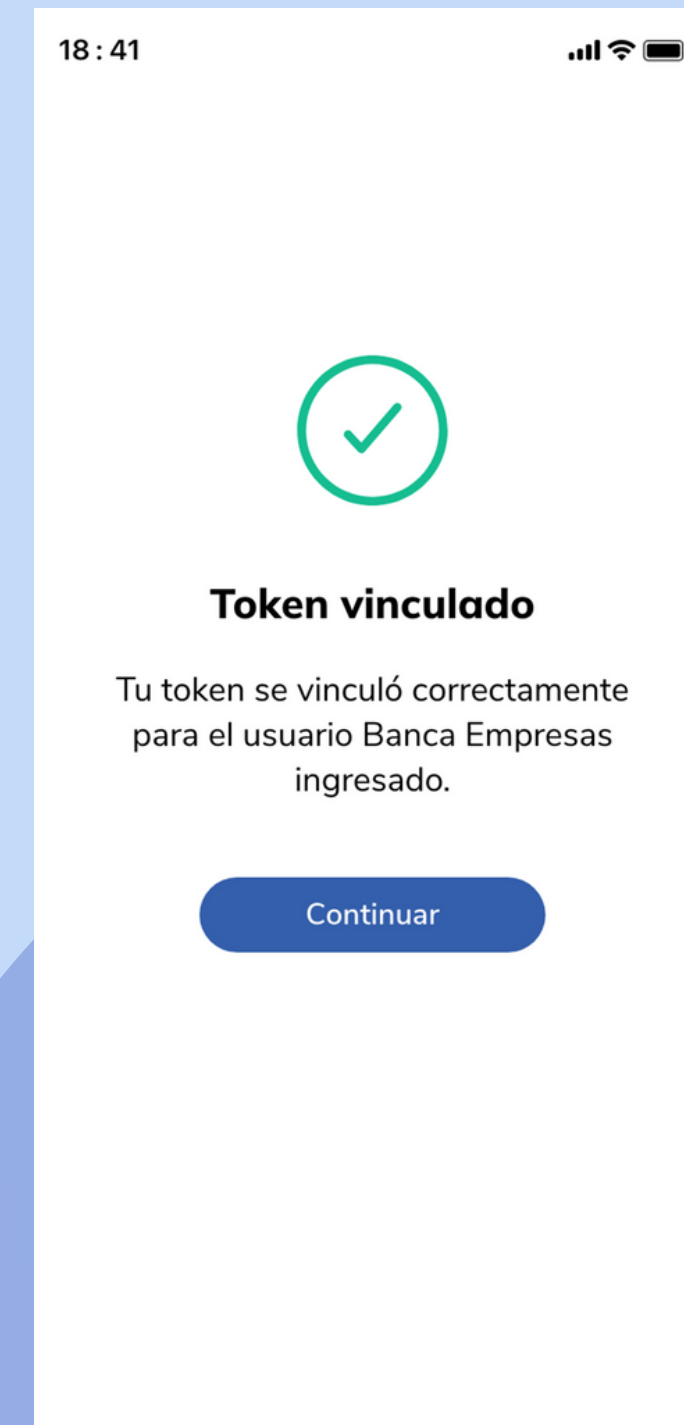 18 : 41
Token vinculado
Tu token se vinculó correctamente
para el usuario Banca Empresas
ingresado.
Continuar